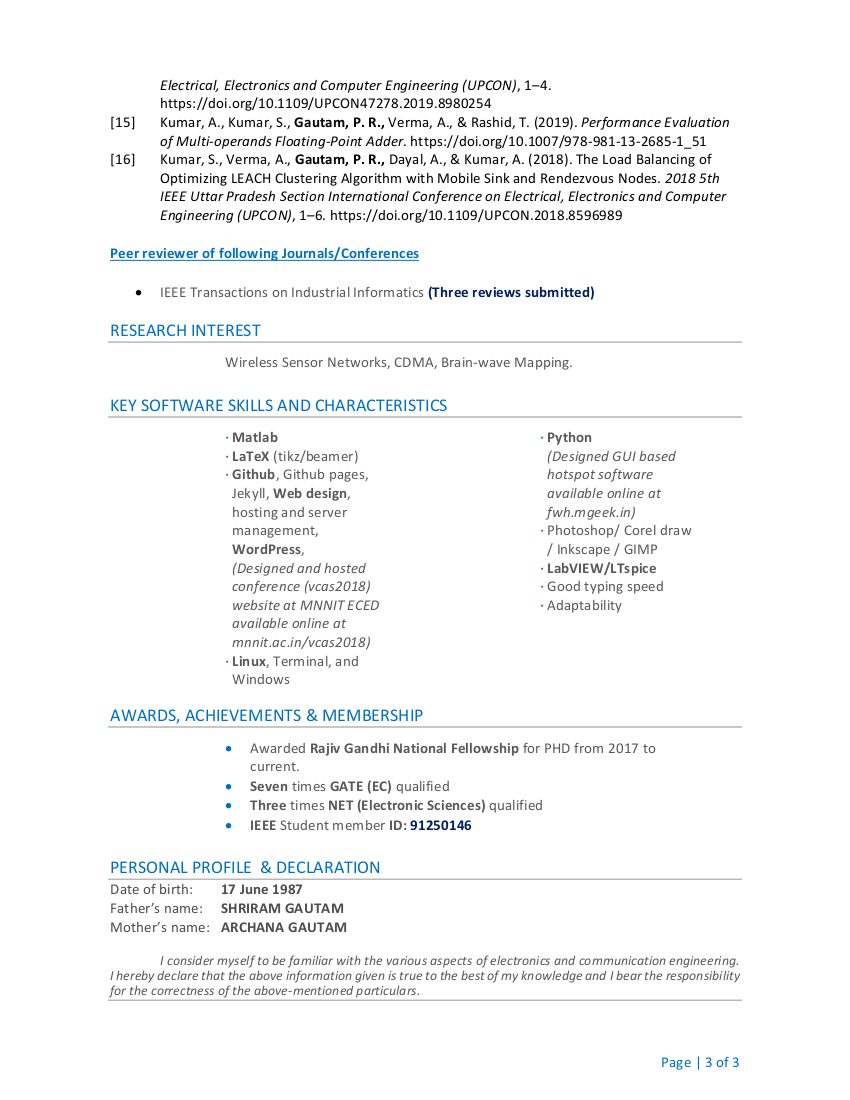 Electrical, Electronics and Computer Engineering (UPCON), 1–4.
https://doi.org/10.1109/UPCON47278.2019.8980254
[15] Kumar, A., Kumar, S., Gautam, P. R., Verma, A., & Rashid, T. (2019). Performance Evaluation
of Multi-operands Floating-Point Adder. https://doi.org/10.1007/978-981-13-2685-1_51
[16] Kumar, S., Verma, A., Gautam, P. R., Dayal, A., & Kumar, A. (2018). The Load Balancing of
Optimizing LEACH Clustering Algorithm with Mobile Sink and Rendezvous Nodes. 2018 5th
IEEE Uttar Pradesh Section International Conference on Electrical, Electronics and Computer
Engineering (UPCON), 1–6. https://doi.org/10.1109/UPCON.2018.8596989
Peer reviewer of following Journals/Conferences
• IEEE Transactions on Industrial Informatics (Three reviews submitted)
RESEARCH INTEREST
Wireless Sensor Networks, CDMA, Brain-wave Mapping.
KEY SOFTWARE SKILLS AND CHARACTERISTICS
· Matlab
· LaTeX (tikz/beamer)
· Github, Github pages,
Jekyll, Web design,
hosting and server
management,
WordPress,
(Designed and hosted
conference (vcas2018)
website at MNNIT ECED
available online at
mnnit.ac.in/vcas2018)
· Linux, Terminal, and
Windows
· Python
(Designed GUI based
hotspot software
available online at
fwh.mgeek.in)
· Photoshop/ Corel draw
/ Inkscape / GIMP
· LabVIEW/LTspice
· Good typing speed
· Adaptability
AWARDS, ACHIEVEMENTS & MEMBERSHIP
• Awarded Rajiv Gandhi National Fellowship for PHD from 2017 to
current.
• Seven times GATE (EC) qualified
• Three times NET (Electronic Sciences) qualified
• IEEE Student member ID: 91250146
PERSONAL PROFILE & DECLARATION
Date of birth: 17 June 1987
Father's name: SHRIRAM GAUTAM
Mother's name: ARCHANA GAUTAM
I consider myself to be familiar with the various aspects of electronics and communication engineering.
I hereby declare that the above information given is true to the best of my knowledge and I bear the responsibility
for the correctness of the above-mentioned particulars.
Page | 3 of 3